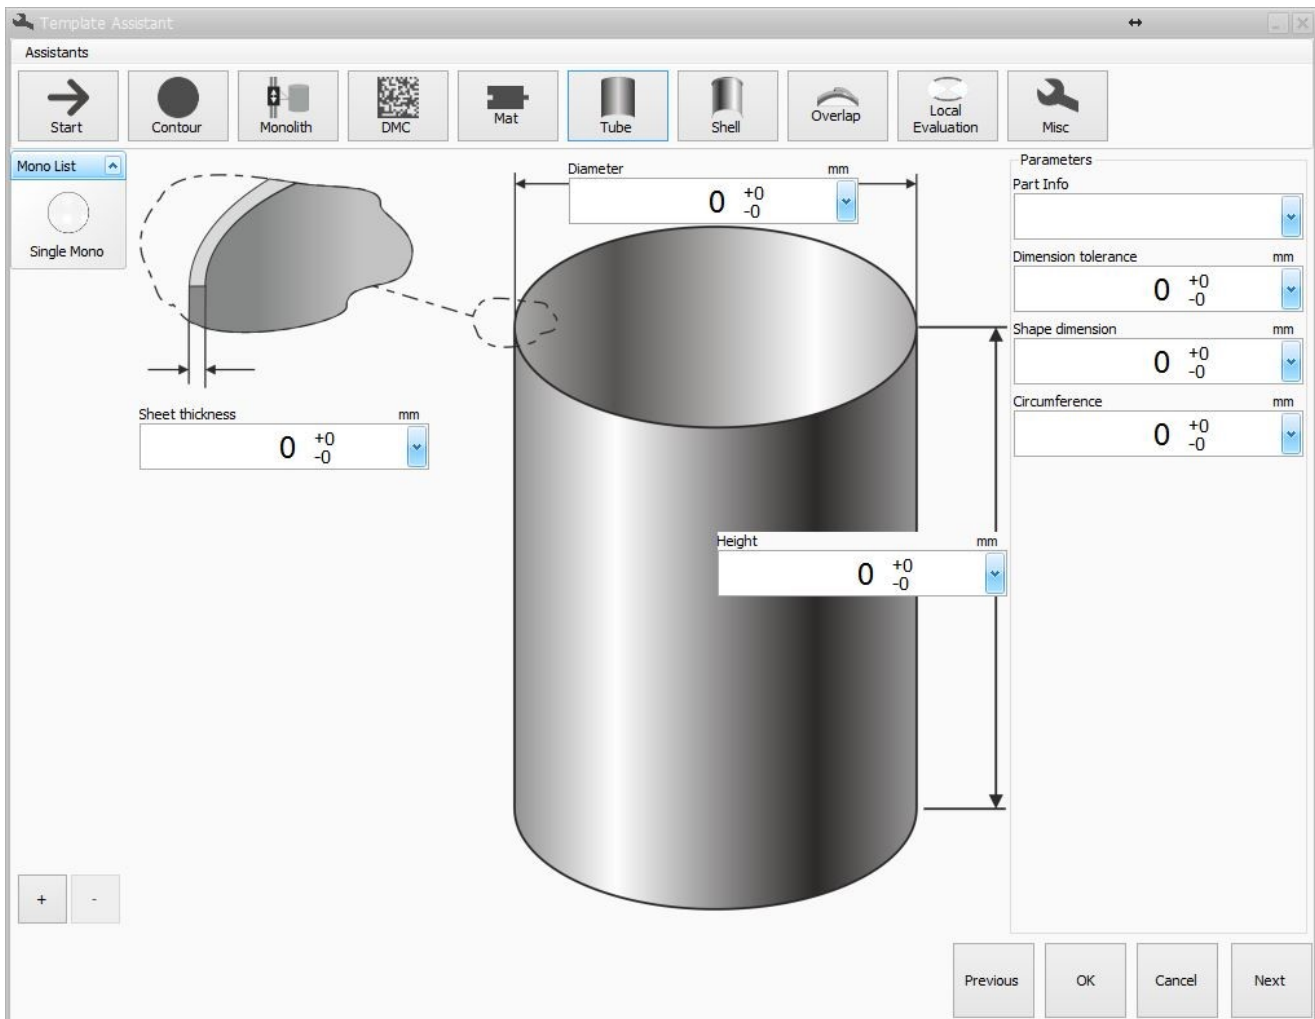 Template Assistant
Assistants
Start
Contour
Monolith
DMC
Mat
Tube
Shell
Overlap
Local
Evaluation
Misc
Mono List
Single Mono
Diameter mm
0 +0
-0
Sheet thickness mm
0 +0
-0
Height mm
0 +0
-0
Parameters
Part Info
Dimension tolerance mm
0 +0
-0
Shape dimension mm
0 +0
-0
Circumference mm
0 +0
-0
+ -
Previous
OK
Cancel
Next